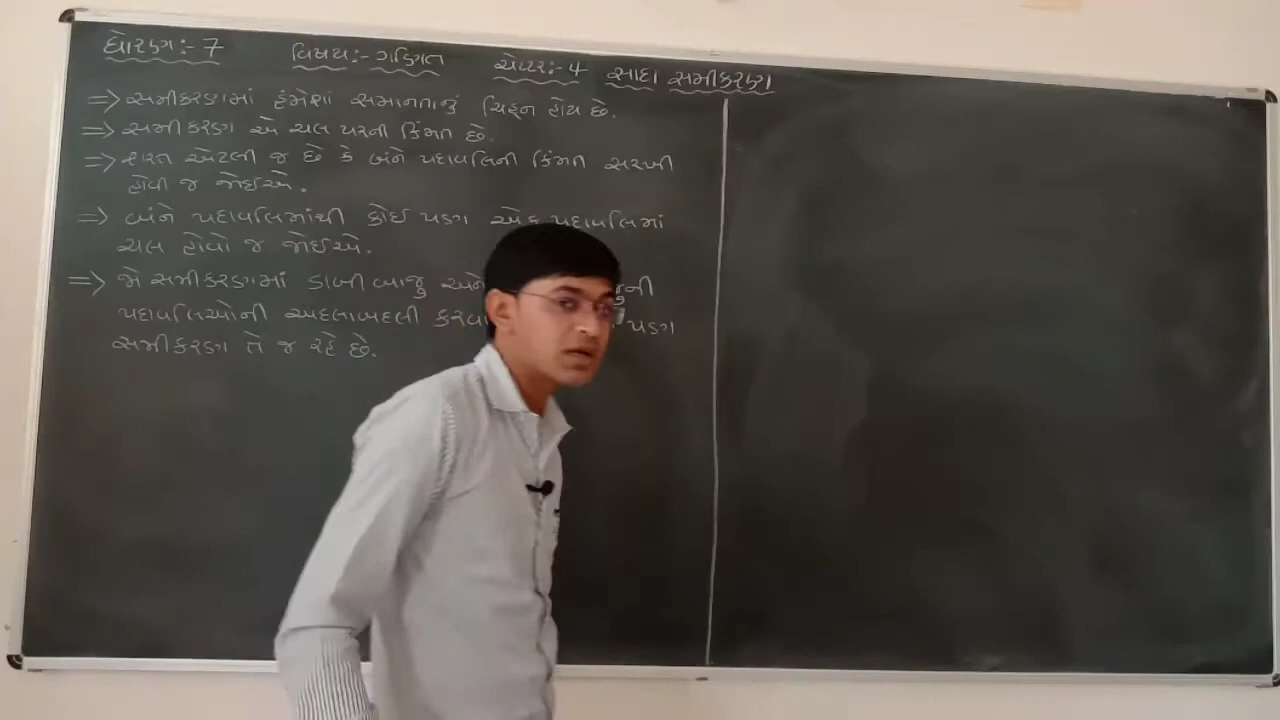 ધોરણ:- 7 વિષય:- ગણિત ચેપ્ટર:- 4 સાદા સમીકરણ
=> સમીકરણમાં હંમેશાં સમાનતાનું ચિહ્ન હોય છે.
=> સમીકરણ એ ચલ પરની કિંમત છે.
=> શરત એટલી જ છે કે બંને પદાવલિની કિંમત સરખી
હોવી જ જોઈએ.
=> બંને પદાવલિમાંથી કોઈ પણ એક પદાવલિમાં
ચલ હોવો જ જોઈએ.
=> જો સમીકરણમાં ડાબી બાજુ અને
પદાવલિઓની અદલાબદલી પણ
સમીકરણ તે જ રહે છે.